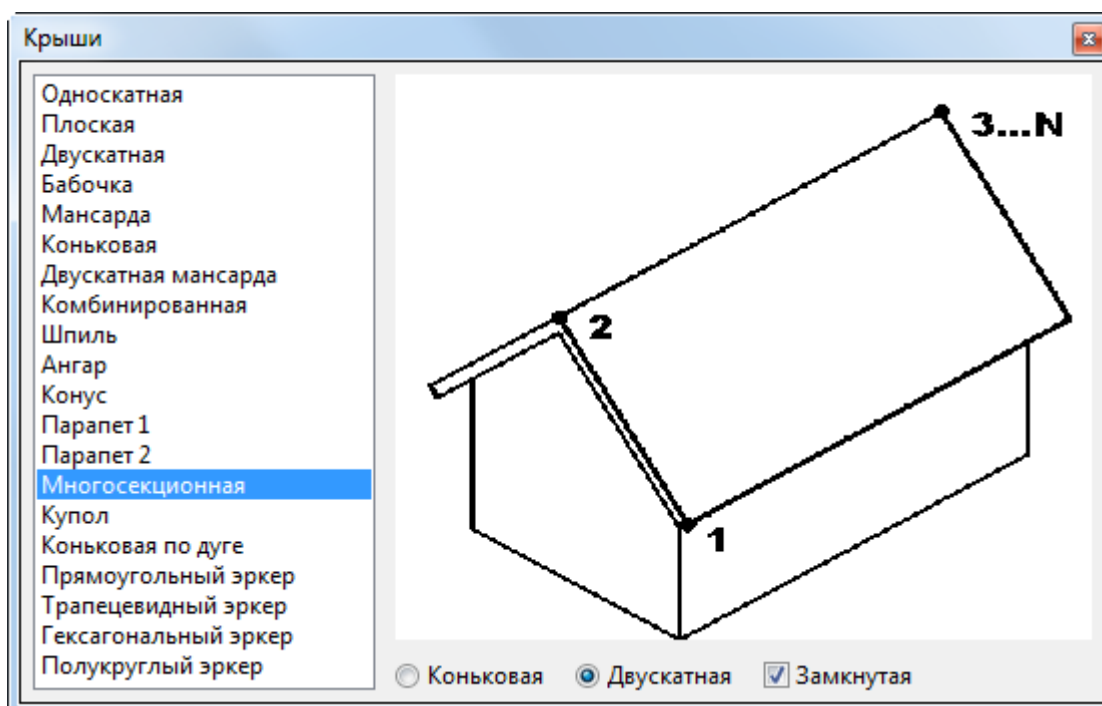 Крыши
Односкатная
Плоская
Двускатная
Бабочка
Мансарда
Коньковая
Двускатная мансарда
Комбинированная
Шпиль
Ангар
Конус
Парапет 1
Парапет 2
Многосекционная
Купол
Коньковая по дуге
Прямоугольный эркер
Трапецевидный эркер
Гексагональный эркер
Полукруглый эркер
3...N
2
1
Коньковая Двускатная Замкнутая